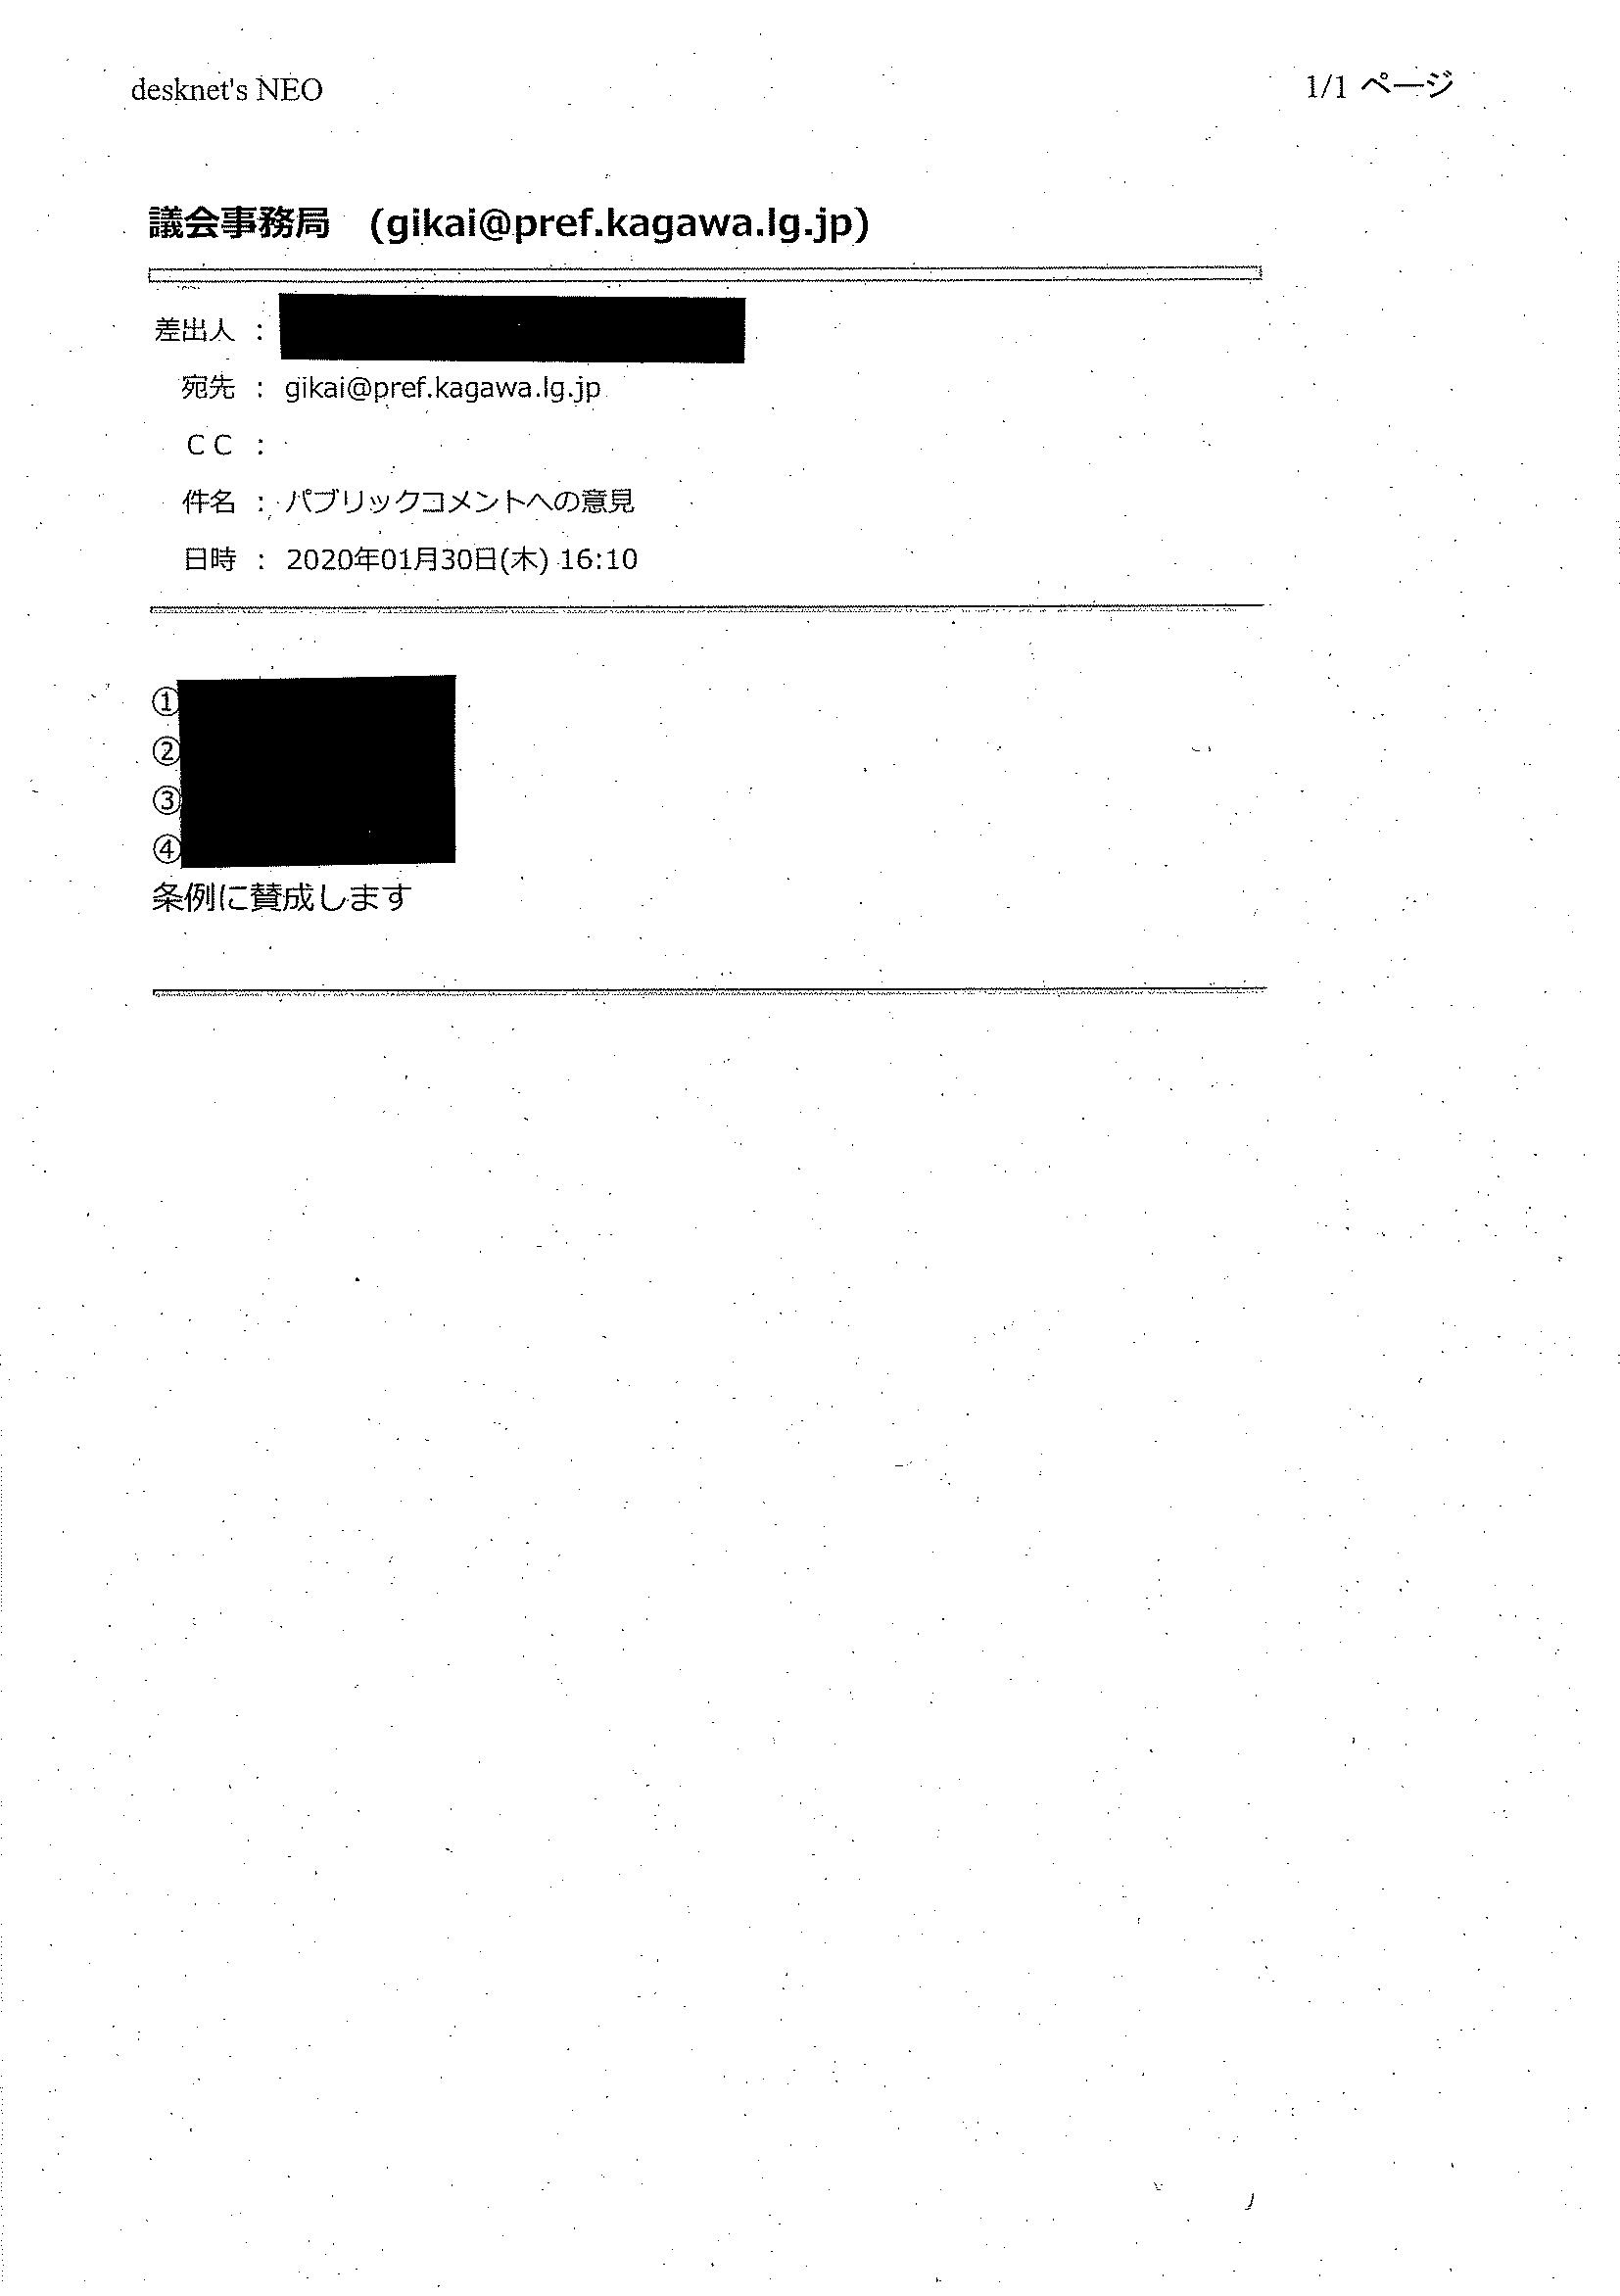 desknet's NEO
1/1 ページ
議会事務局　(gikai@pref.kagawa.lg.jp)
差出人 ：
宛先 ： gikai@pref.kagawa.lg.jp
ＣＣ ：
件名 ： パブリックコメントへの意見
日時 ： 2020年01月30日(木) 16:10
①
②
③
④
条例に賛成します